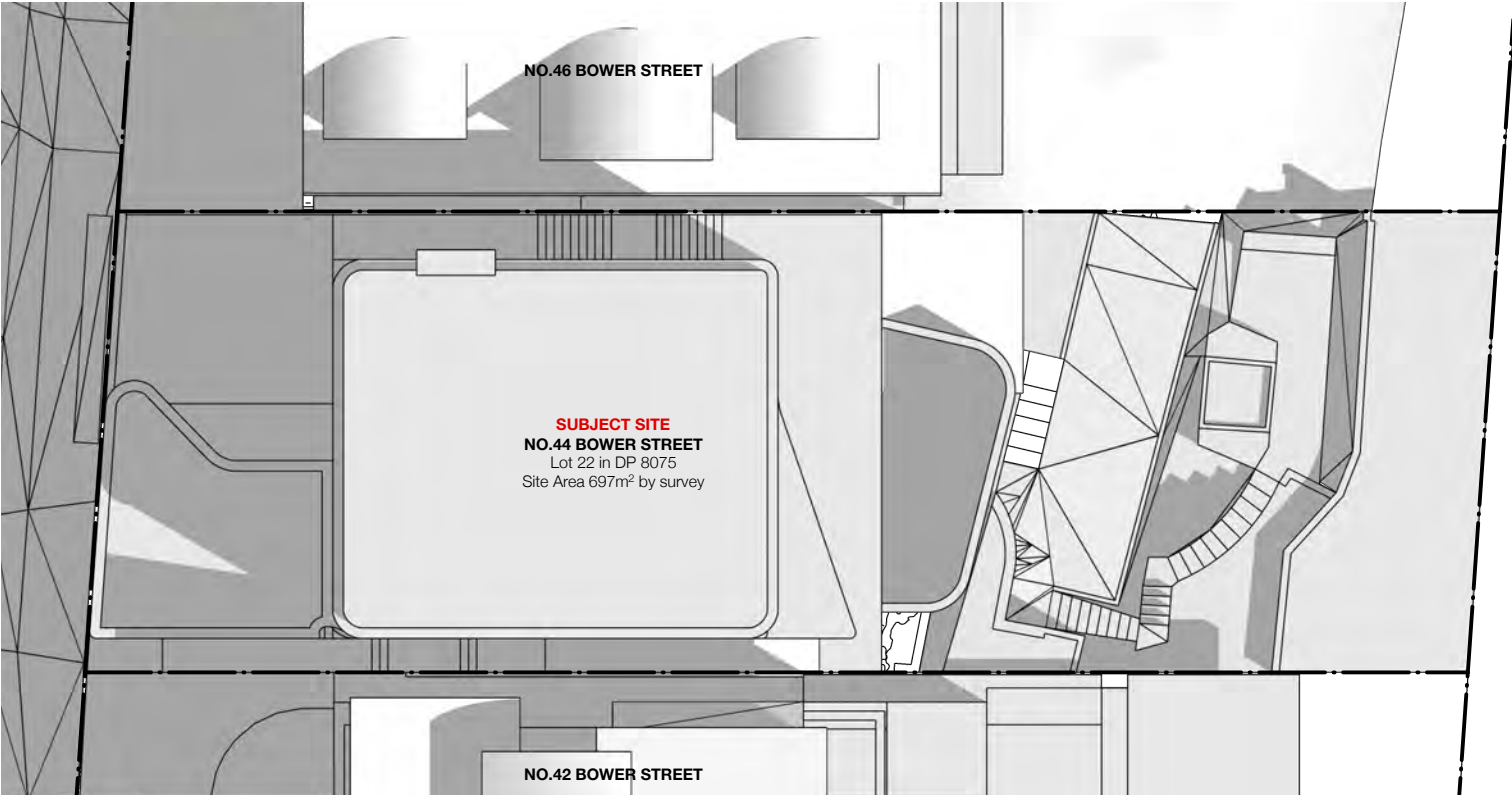 NO.46 BOWER STREET
SUBJECT SITE
NO.44 BOWER STREET
Lot 22 in DP 8075
Site Area 697m² by survey
NO.42 BOWER STREET